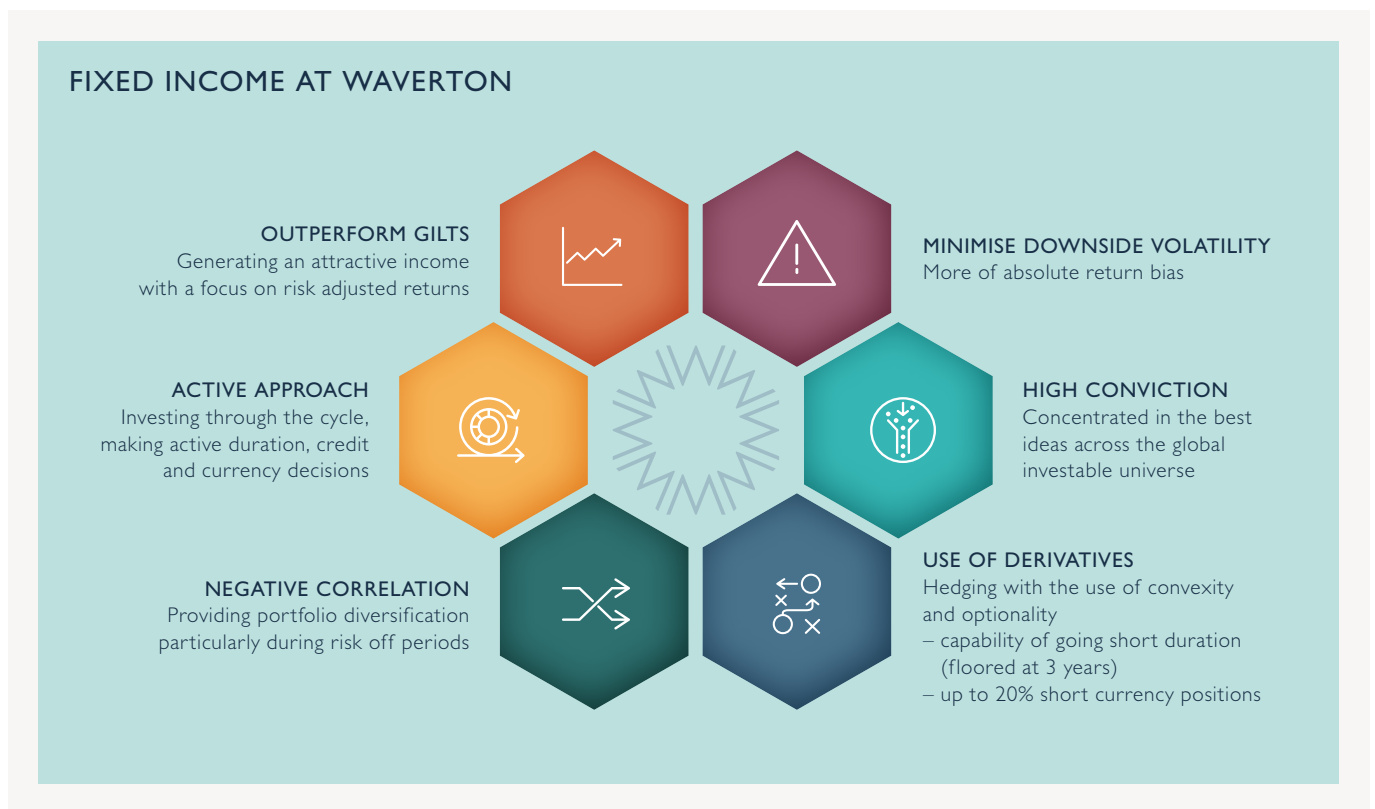 FIXED INCOME AT WAVERTON
OUTPERFORM GILTS
Generating an attractive income
with a focus on risk adjusted returns
MINIMISE DOWNSIDE VOLATILITY
More of absolute return bias
ACTIVE APPROACH
Investing through the cycle,
making active duration, credit
and currency decisions
HIGH CONVICTION
Concentrated in the best
ideas across the global
investable universe
NEGATIVE CORRELATION
Providing portfolio diversification
particularly during risk off periods
USE OF DERIVATIVES
Hedging with the use of convexity
and optionality
– capability of going short duration
(floored at 3 years)
– up to 20% short currency positions